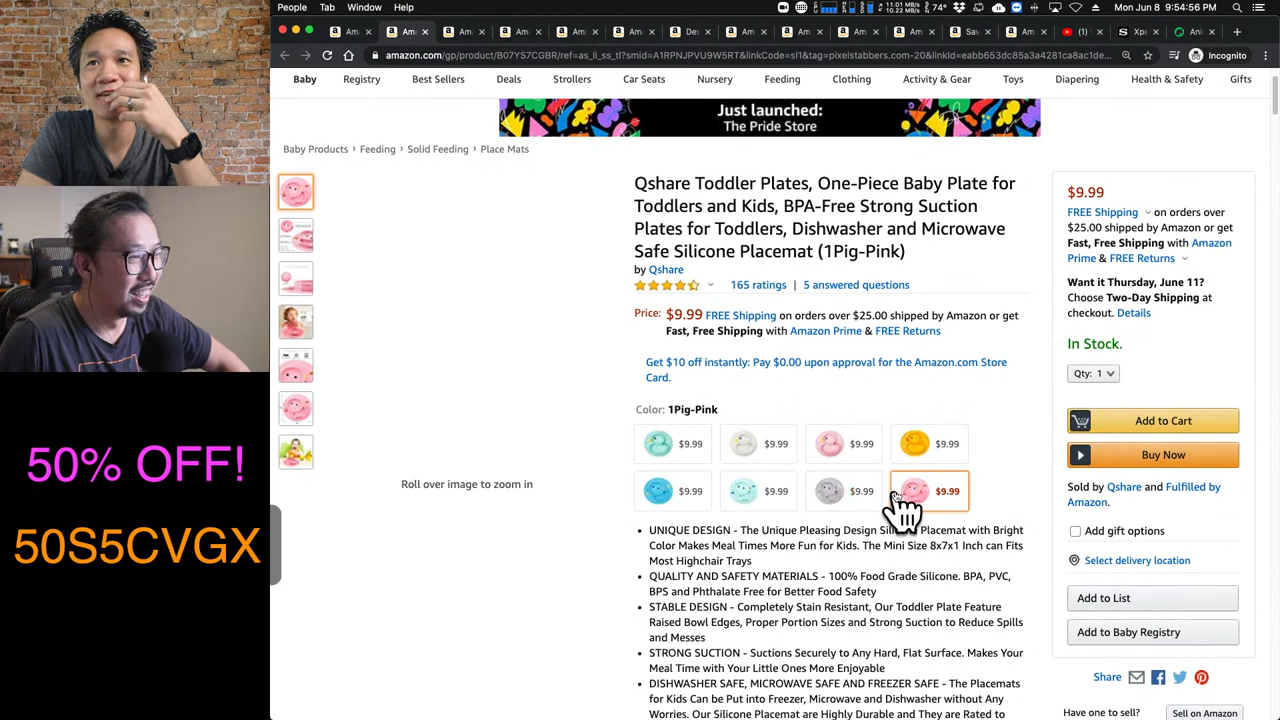 People Tab Window Help
11.01 MB/s
0.22 MB/s
74°
Mon Jun 8 5:54:55 PM
amazon.com/gp/product/B07YS7CGBR/ref=as_li_ss_tl?smid=A1RPNJPVU9W5RT&linkCode=sl1&tag=pixelstabbers.com-20&linkId=eabb653dc85a3a4281ca8ac1de...
Incognito
Baby Registry Best Sellers Deals Strollers Car Seats Nursery Feeding Clothing Activity & Gear Toys Diapering Health & Safety Gifts
Just launched:
The Pride Store
Baby Products › Feeding › Solid Feeding › Place Mats
Qshare Toddler Plates, One-Piece Baby Plate for
Toddlers and Kids, BPA-Free Strong Suction
Plates for Toddlers, Dishwasher and Microwave
Safe Silicone Placemat (1Pig-Pink)
by Qshare
165 ratings | 5 answered questions
Price: $9.99 FREE Shipping on orders over $25.00 shipped by Amazon or get
Fast, Free Shipping with Amazon Prime & FREE Returns
Get $10 off instantly: Pay $0.00 upon approval for the Amazon.com Store
Card.
Color: 1Pig-Pink
$9.99 $9.99 $9.99 $9.99
$9.99 $9.99 $9.99 $9.99
Roll over image to zoom in
• UNIQUE DESIGN - The Unique Pleasing Design Placemat with Bright
Color Makes Meal Times More Fun for Kids. The Mini Size 8x7x1 Inch can Fits
Most Highchair Trays
• QUALITY AND SAFETY MATERIALS - 100% Food Grade Silicone. BPA, PVC,
BPS and Phthalate Free for Better Food Safety
• STABLE DESIGN - Completely Stain Resistant, Our Toddler Plate Feature
Raised Bowl Edges, Proper Portion Sizes and Strong Suction to Reduce Spills
and Messes
• STRONG SUCTION - Suctions Securely to Any Hard, Flat Surface. Makes Your
Meal Time with Your Little Ones More Enjoyable
• DISHWASHER SAFE, MICROWAVE SAFE AND FREEZER SAFE - The Placemats
for Kids Can be Put into Freezer, Microwave and Dishwasher without Any
Worries. Our Silicone Placemat are Highly Durable and They are Rated to
$9.99
FREE Shipping on orders over
$25.00 shipped by Amazon or get
Fast, Free Shipping with Amazon
Prime & FREE Returns
Want it Thursday, June 11?
Choose Two-Day Shipping at
checkout. Details
In Stock.
Qty: 1
Add to Cart
Buy Now
Sold by Qshare and Fulfilled by
Amazon.
Add gift options
Select delivery location
Add to List
Add to Baby Registry
Share
Have one to sell? Sell on Amazon
50% OFF!
50S5CVGX